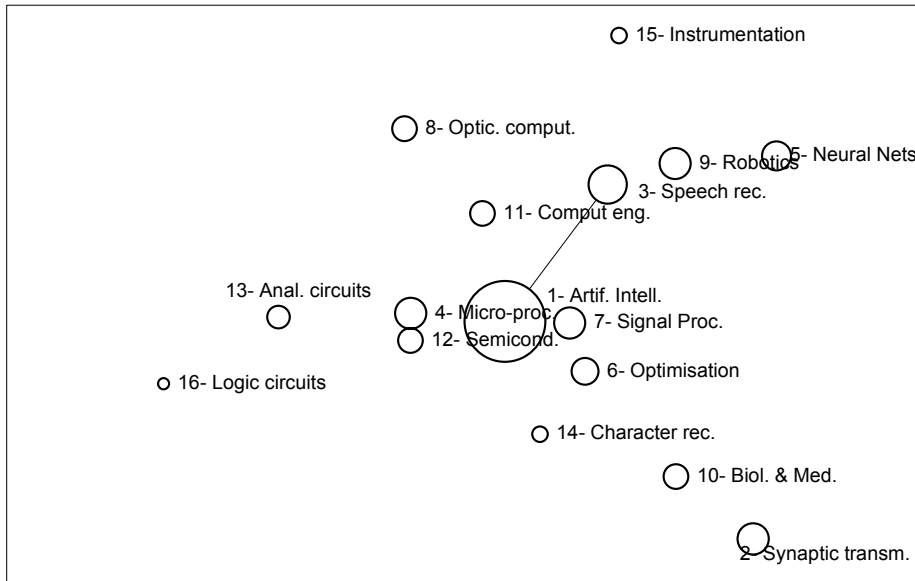 15- Instrumentation
8- Optic. comput.
5- Neural Nets
9- Robotics
3- Speech rec.
11- Comput eng.
13- Anal. circuits
1- Artif. Intell.
4- Micro-proc.
7- Signal Proc.
12- Semicond.
6- Optimisation
16- Logic circuits
14- Character rec.
10- Biol. & Med.
2- Synaptic transm.